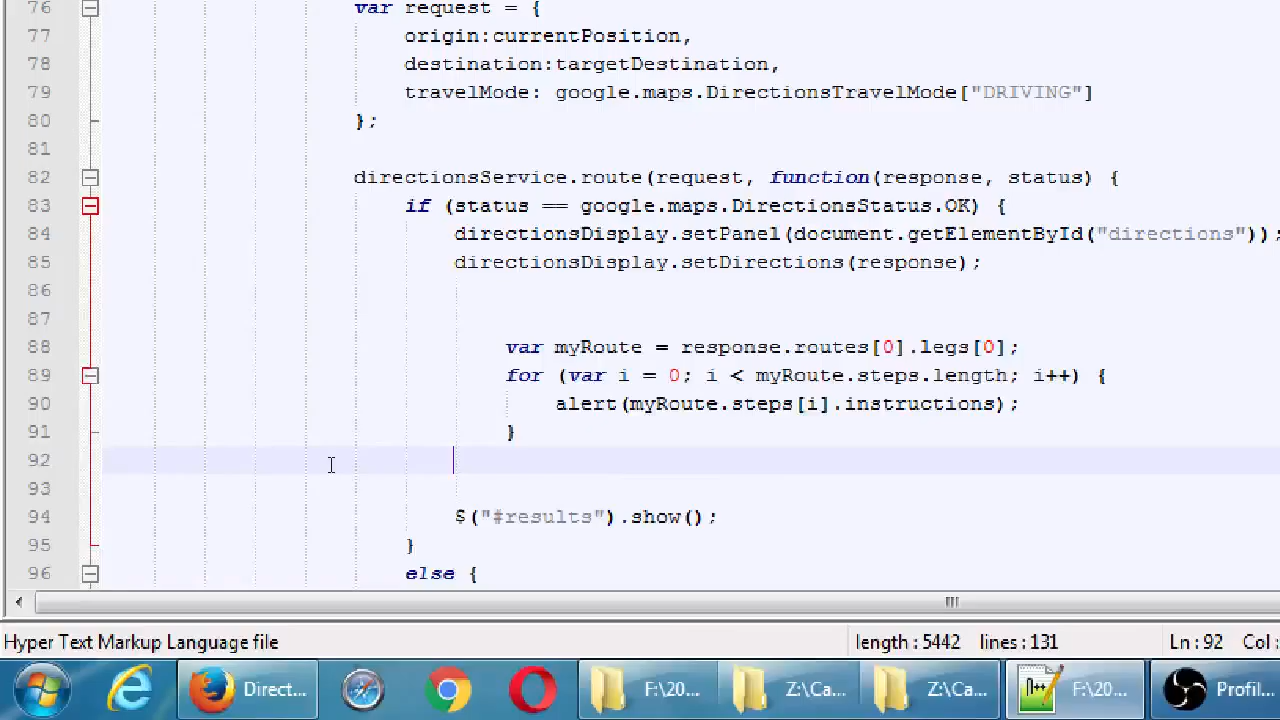 76 var request = {
77 origin:currentPosition,
78 destination:targetDestination,
79 travelMode: google.maps.DirectionsTravelMode["DRIVING"]
80 };
81
82 directionsService.route(request, function(response, status) {
83 if (status == google.maps.DirectionsStatus.OK) {
84 directionsDisplay.setPanel(document.getElementById("directions"));
85 directionsDisplay.setDirections(response);
86
87
88 var myRoute = response.routes[0].legs[0];
89 for (var i = 0; i < myRoute.steps.length; i++) {
90 alert(myRoute.steps[i].instructions);
91 }
92
93
94 $("#results").show();
95 }
96 else {
Hyper Text Markup Language file length : 5442 lines : 131 Ln : 92 Col :
Direct... F:\20... Z:\Ca... Z:\Ca... F:\20... Profil...